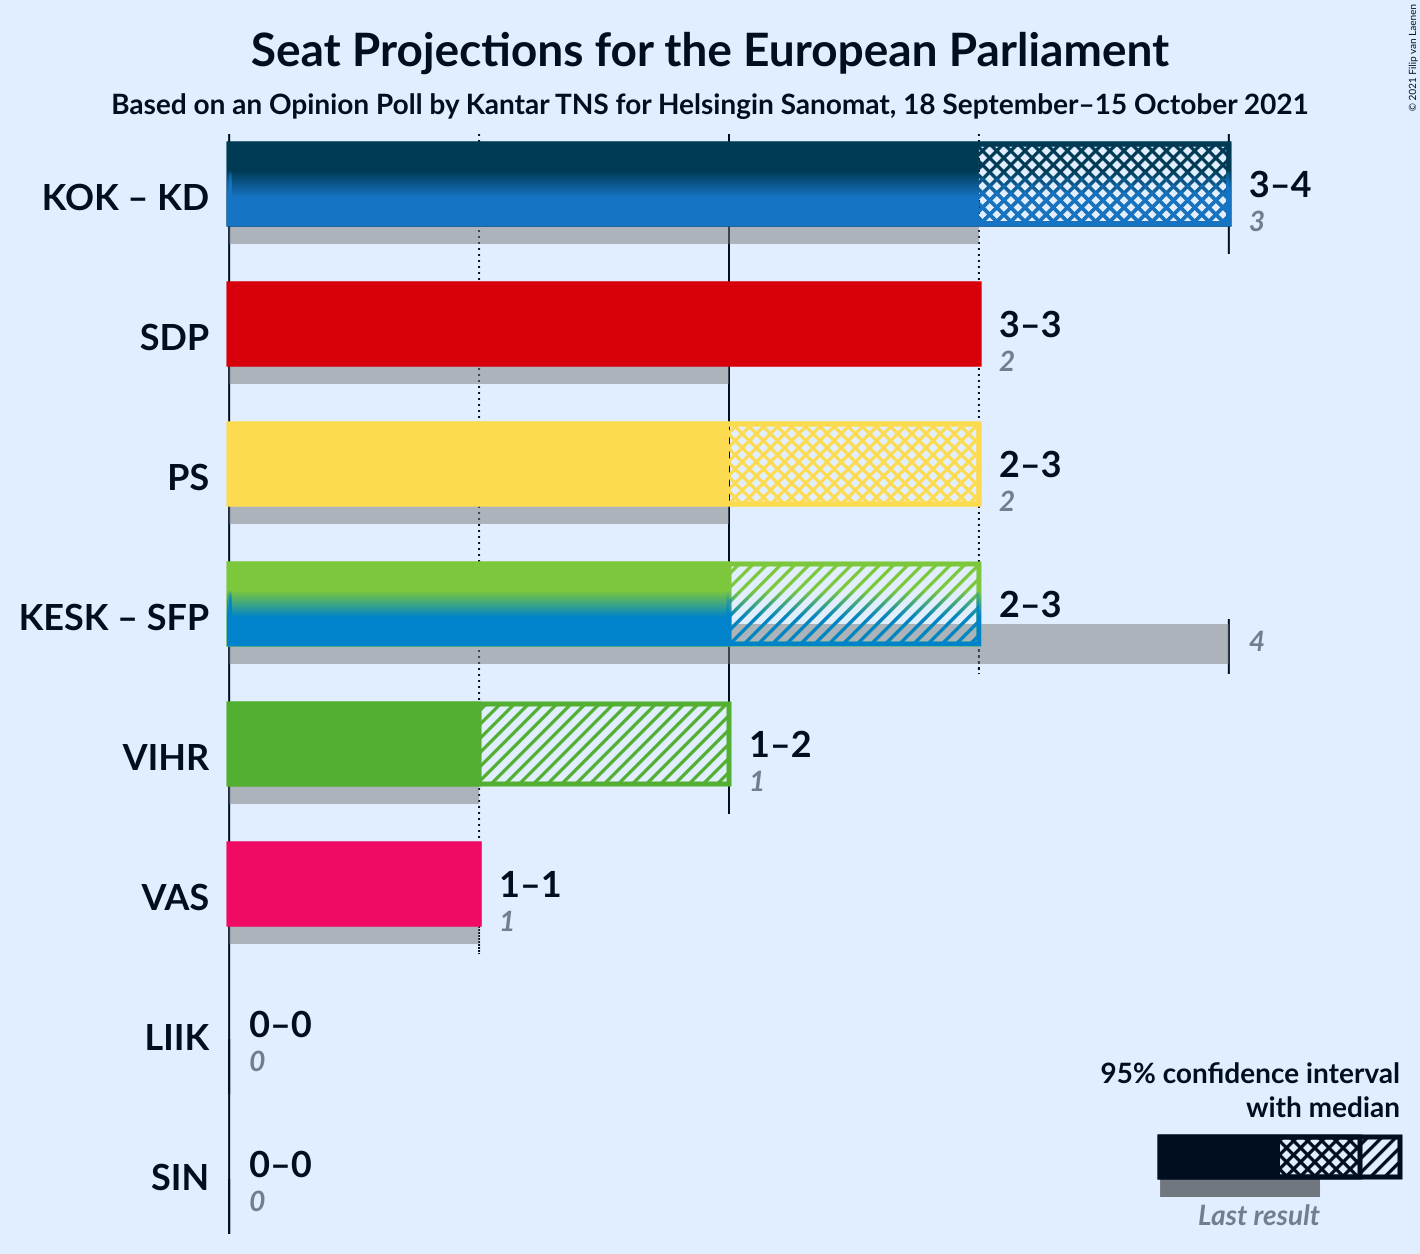 Seat Projections for the European Parliament
Based on an Opinion Poll by Kantar TNS for Helsingin Sanomat, 18 September–15 October 2021
© 2021 Filip van Laenen
KOK – KD
3–4
3
SDP
3–3
2
PS
2–3
2
KESK – SFP
2–3
4
VIHR
1–2
1
VAS
1–1
1
LIIK
0–0
0
SIN
0–0
0
95% confidence interval
with median
Last result